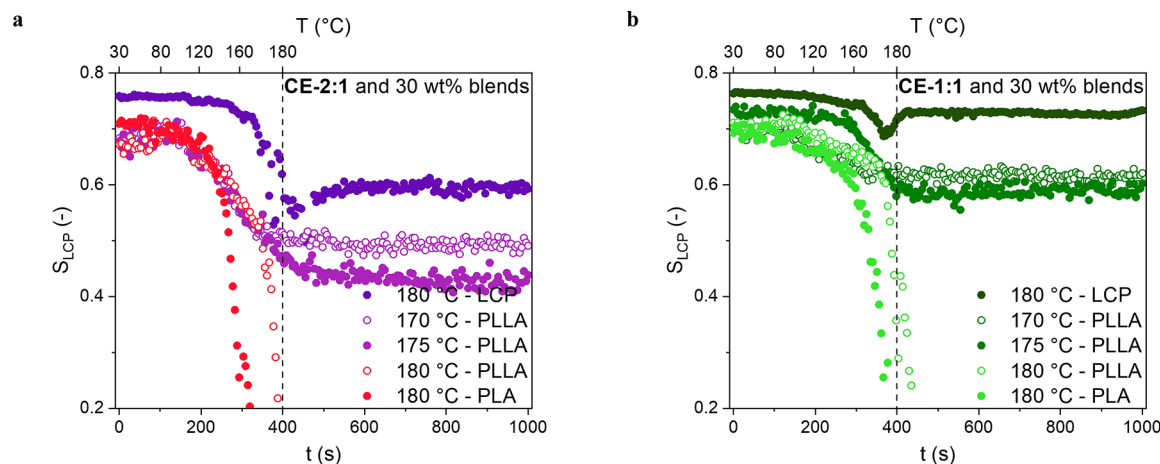 a
T (°C)
30 80 120 160 180
CE-2:1 and 30 wt% blends
0.8
0.6
0.4
0.2
S_LCP (-)
180 °C - LCP
170 °C - PLLA
175 °C - PLLA
180 °C - PLLA
180 °C - PLA
0 200 400 600 800 1000
t (s)
b
T (°C)
30 80 120 160 180
CE-1:1 and 30 wt% blends
0.8
0.6
0.4
0.2
S_LCP (-)
180 °C - LCP
170 °C - PLLA
175 °C - PLLA
180 °C - PLLA
180 °C - PLA
0 200 400 600 800 1000
t (s)